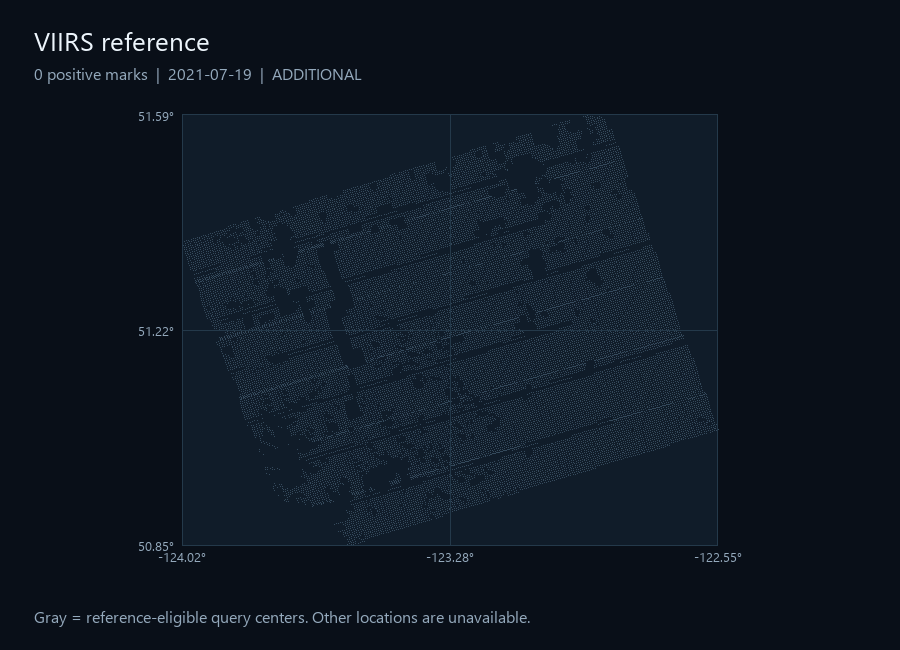 VIIRS reference
0 positive marks | 2021-07-19 | ADDITIONAL
51.59°
51.22°
50.85°
-124.02°
-123.28°
-122.55°
Gray = reference-eligible query centers. Other locations are unavailable.